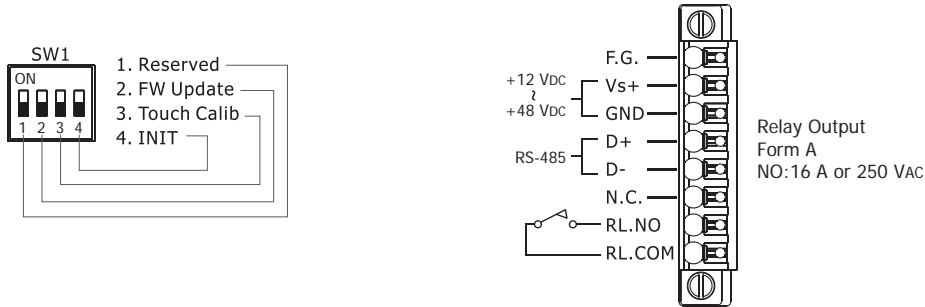 SW1
ON
1 2 3 4
1. Reserved
2. FW Update
3. Touch Calib
4. INIT
F.G.
+12 VDC
~
+48 VDC
Vs+
GND
RS-485
D+
D-
N.C.
RL.NO
RL.COM
Relay Output
Form A
NO:16 A or 250 VAC